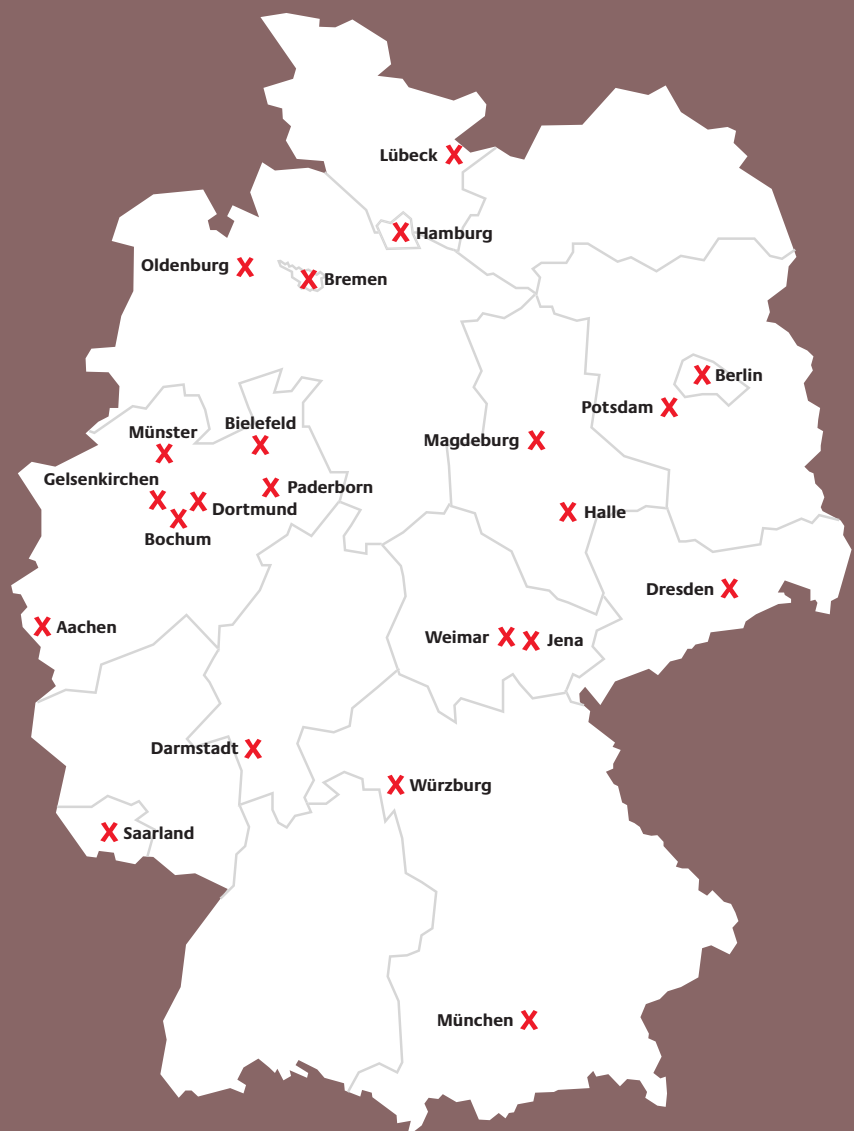 Lübeck
Hamburg
Oldenburg
Bremen
Berlin
Potsdam
Bielefeld
Münster
Magdeburg
Gelsenkirchen
Paderborn
Dortmund
Halle
Bochum
Dresden
Aachen
Weimar
Jena
Darmstadt
Würzburg
Saarland
München